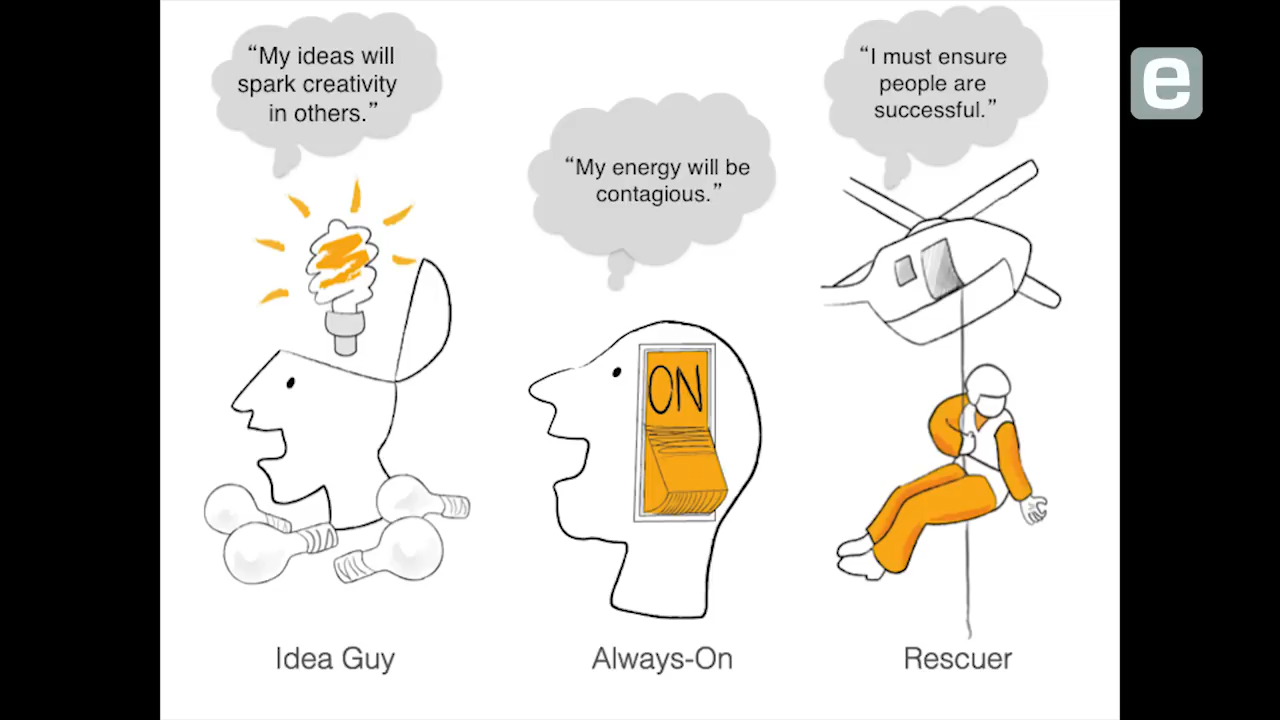 “My ideas will
spark creativity
in others.”
“My energy will be
contagious.”
“I must ensure
people are
successful.”
e
ON
Idea Guy
Always-On
Rescuer